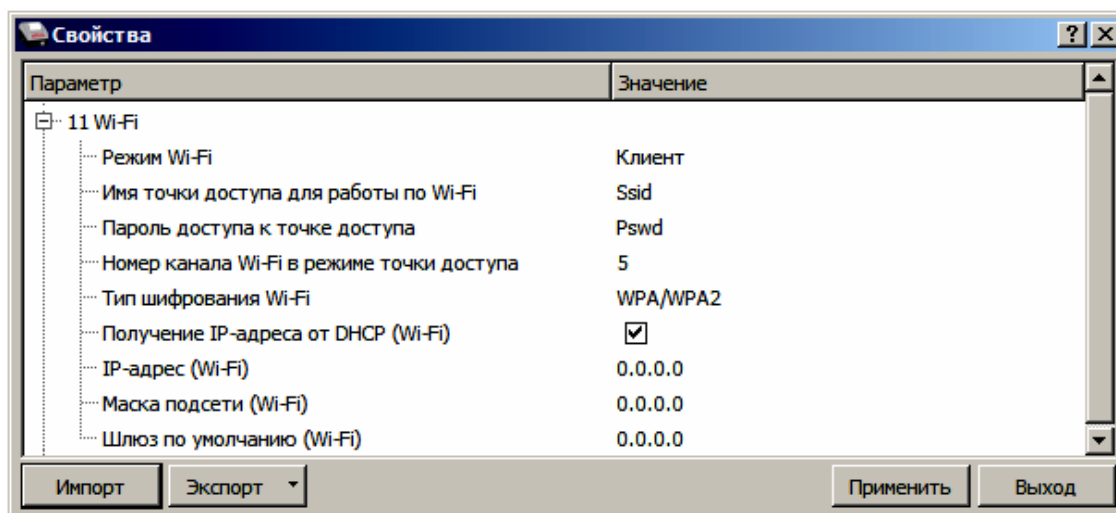 Свойства
Параметр Значение
11 Wi-Fi
Режим Wi-Fi Клиент
Имя точки доступа для работы по Wi-Fi Ssid
Пароль доступа к точке доступа Pswd
Номер канала Wi-Fi в режиме точки доступа 5
Тип шифрования Wi-Fi WPA/WPA2
Получение IP-адреса от DHCP (Wi-Fi)
IP-адрес (Wi-Fi) 0.0.0.0
Маска подсети (Wi-Fi) 0.0.0.0
Шлюз по умолчанию (Wi-Fi) 0.0.0.0
Импорт Экспорт Применить Выход